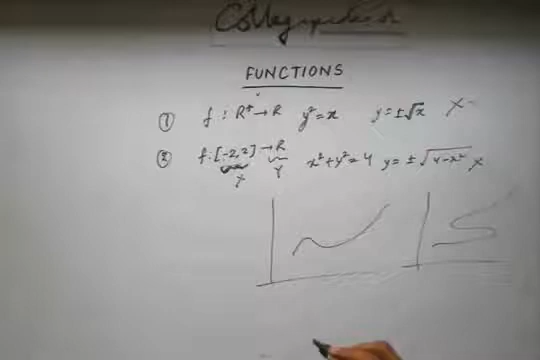 FUNCTIONS
① f : R⁺ → R y² = x y = ±√x ×
② f : [-2, 2] → R x² + y² = 4 y = ±√4-x² ×
X Y